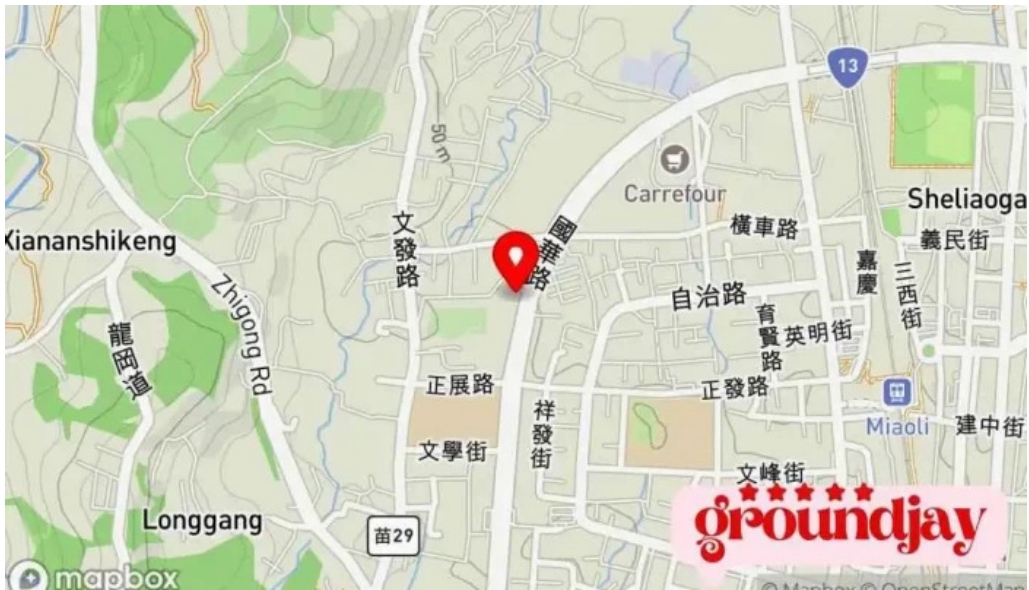 13
50 m
Carrefour
Sheliaoga
文發路
國華路
橫車路
義民街
Xiananshikeng
嘉慶
三西街
Zhigong Rd
自治路
育賢路
英明街
龍岡道
正展路
正發路
Miaoli
建中街
祥發街
文學街
文峰街
Longggang
苗29
groundjay
mapbox
© Mapbox © OpenStreetMap